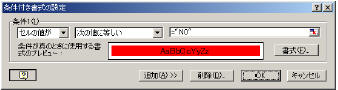 条件付き書式の設定
条件1(1)
セルの値が 次の値に等しい ="NO"
条件が真のときに使用する書
式のプレビュー: AaBbCcYyZz 書式(F)...
追加(A) >> 削除(D)... OK キャンセル